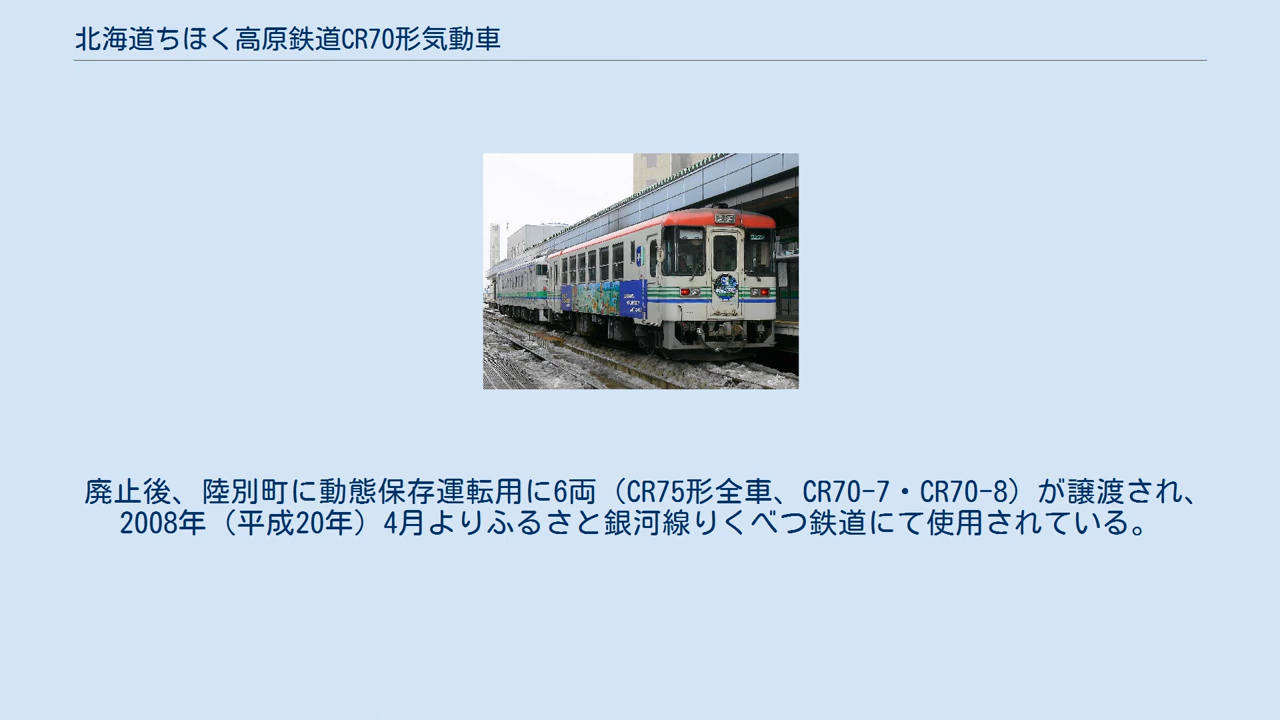 北海道ちほく高原鉄道CR70形気動車
廃止後、陸別町に動態保存運転用に6両（CR75形全車、CR70-7・CR70-8）が譲渡され、
2008年（平成20年）4月よりふるさと銀河線りくべつ鉄道にて使用されている。